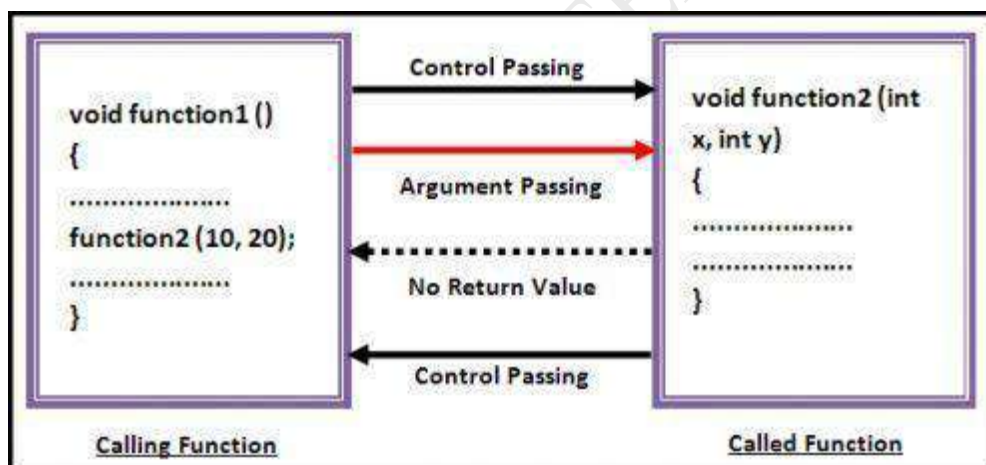 void function1 ()
{
....................
function2 (10, 20);
....................
}
Calling Function
Control Passing
Argument Passing
No Return Value
Control Passing
void function2 (int
x, int y)
{
....................
....................
}
Called Function